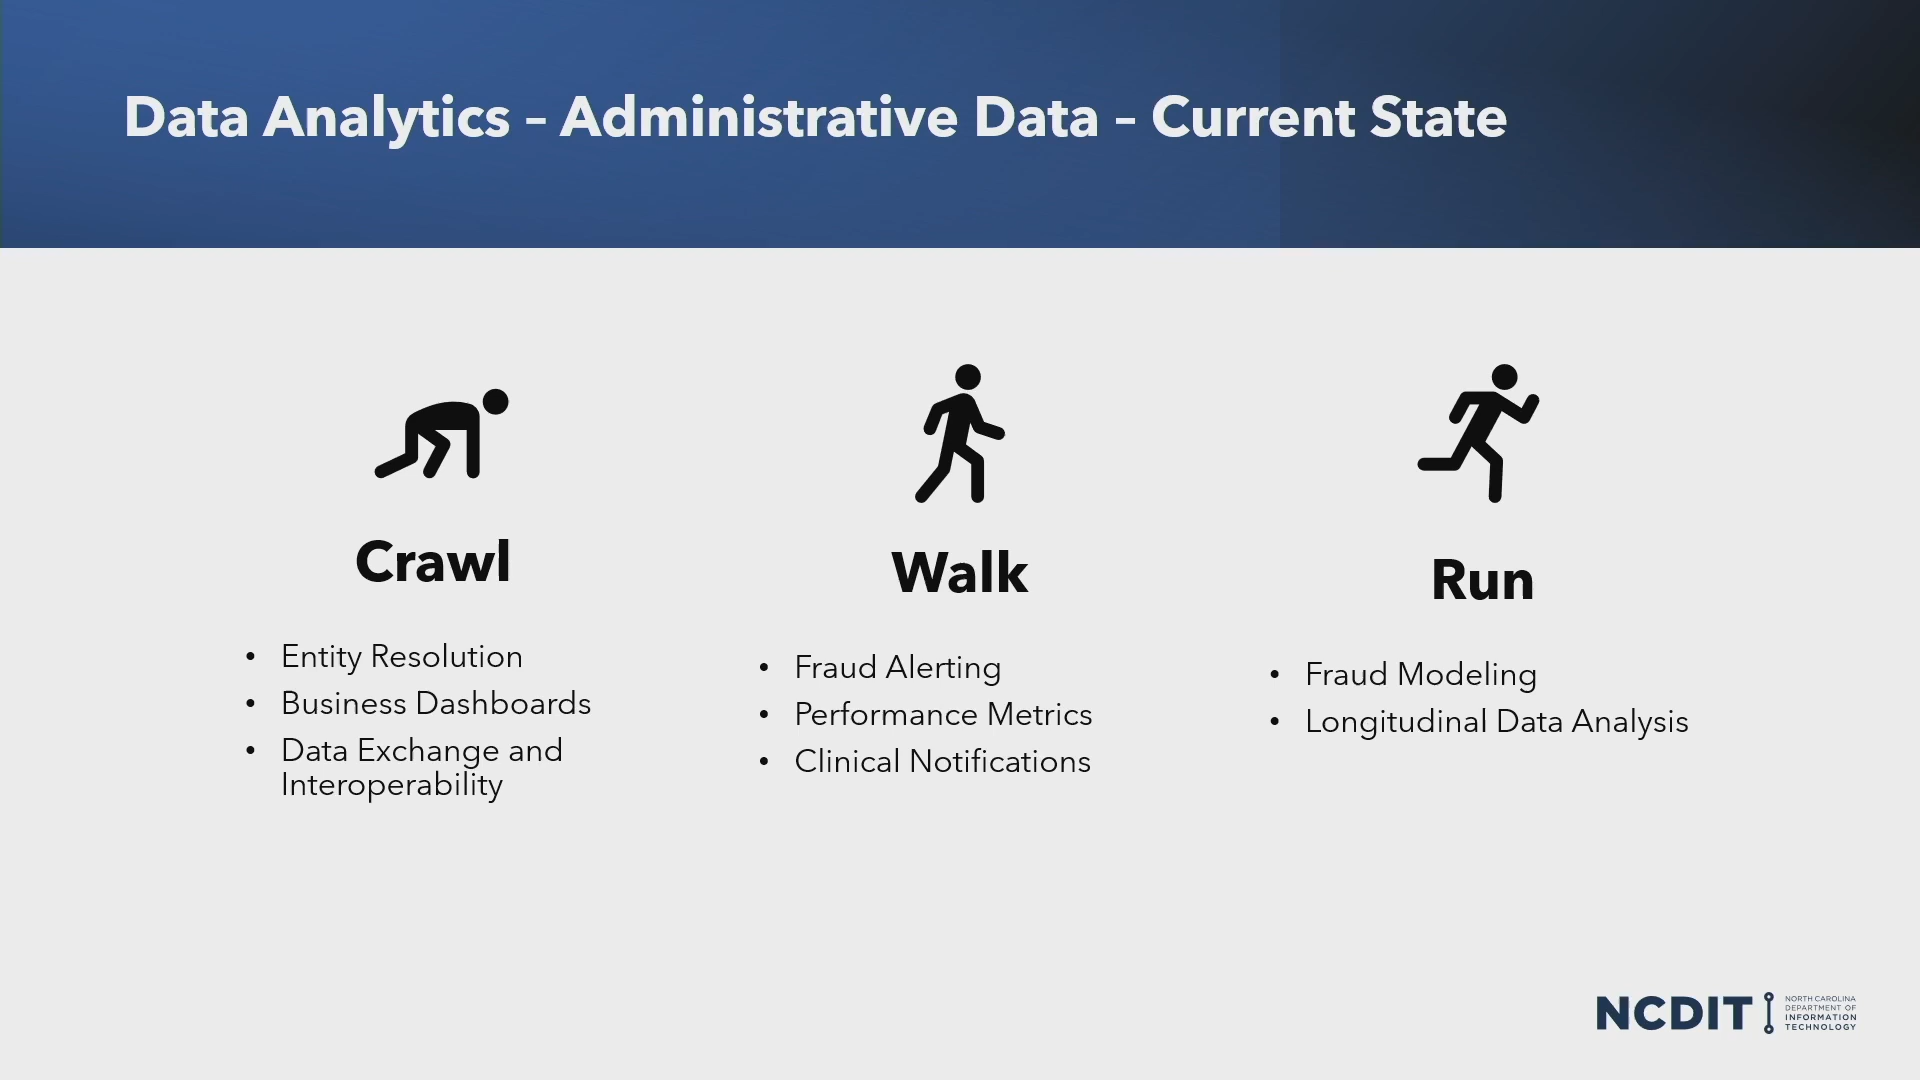 Data Analytics – Administrative Data – Current State
Crawl
• Entity Resolution
• Business Dashboards
• Data Exchange and
Interoperability
Walk
• Fraud Alerting
• Performance Metrics
• Clinical Notifications
Run
• Fraud Modeling
• Longitudinal Data Analysis
NCDIT
NORTH CAROLINA
DEPARTMENT OF
INFORMATION
TECHNOLOGY